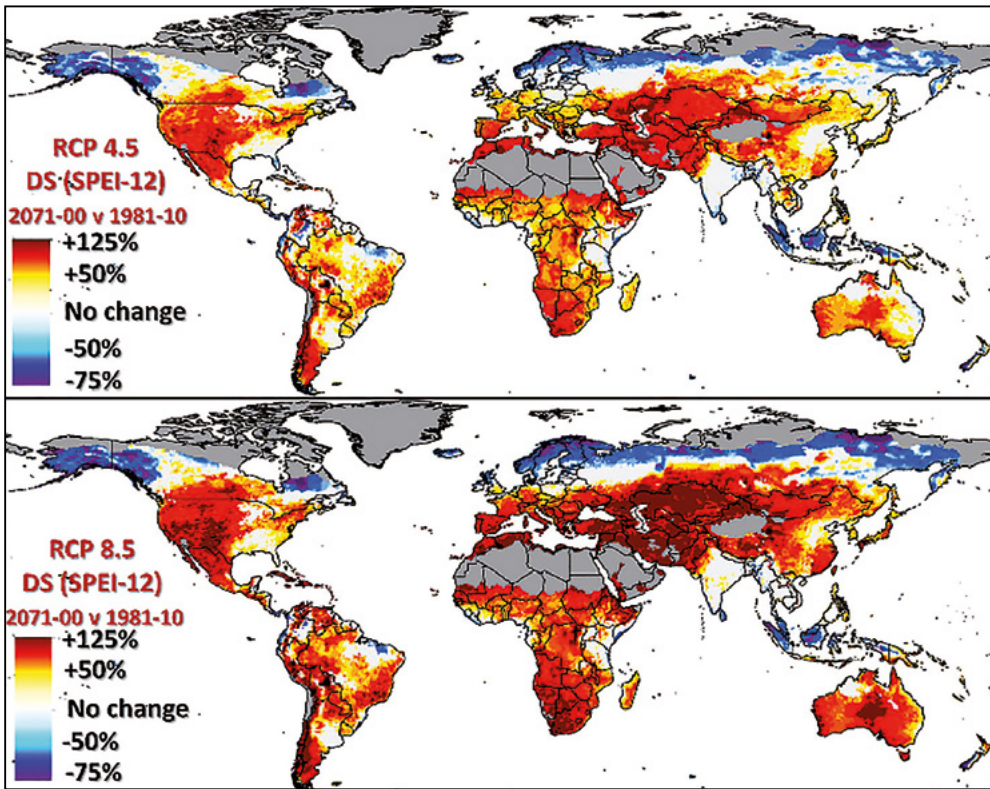 RCP 4.5
DS (SPEI-12)
2071-00 v 1981-10
+125%
+50%
No change
-50%
-75%
RCP 8.5
DS (SPEI-12)
2071-00 v 1981-10
+125%
+50%
No change
-50%
-75%